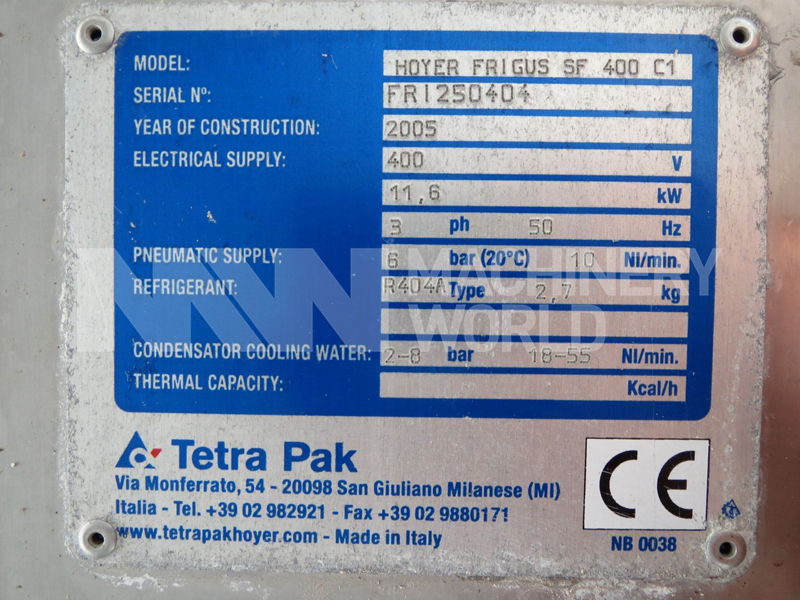 MODEL: HOYER FRIGUS SF 400 C1
SERIAL Nº: FRI250404
YEAR OF CONSTRUCTION: 2005
ELECTRICAL SUPPLY: 400 V
11,6 kW
3 ph 50 Hz
PNEUMATIC SUPPLY: 6 bar (20°C) 10 Nl/min.
REFRIGERANT: R404A Type 2,7 kg
CONDENSATOR COOLING WATER: 2-8 bar 18-55 Nl/min.
THERMAL CAPACITY: Kcal/h
MW MACHINERY
WORLD
Tetra Pak
Via Monferrato, 54 - 20098 San Giuliano Milanese (MI)
Italia - Tel. +39 02 982921 - Fax +39 02 9880171
www.tetrapakhoyer.com - Made in Italy
CE
NB 0038